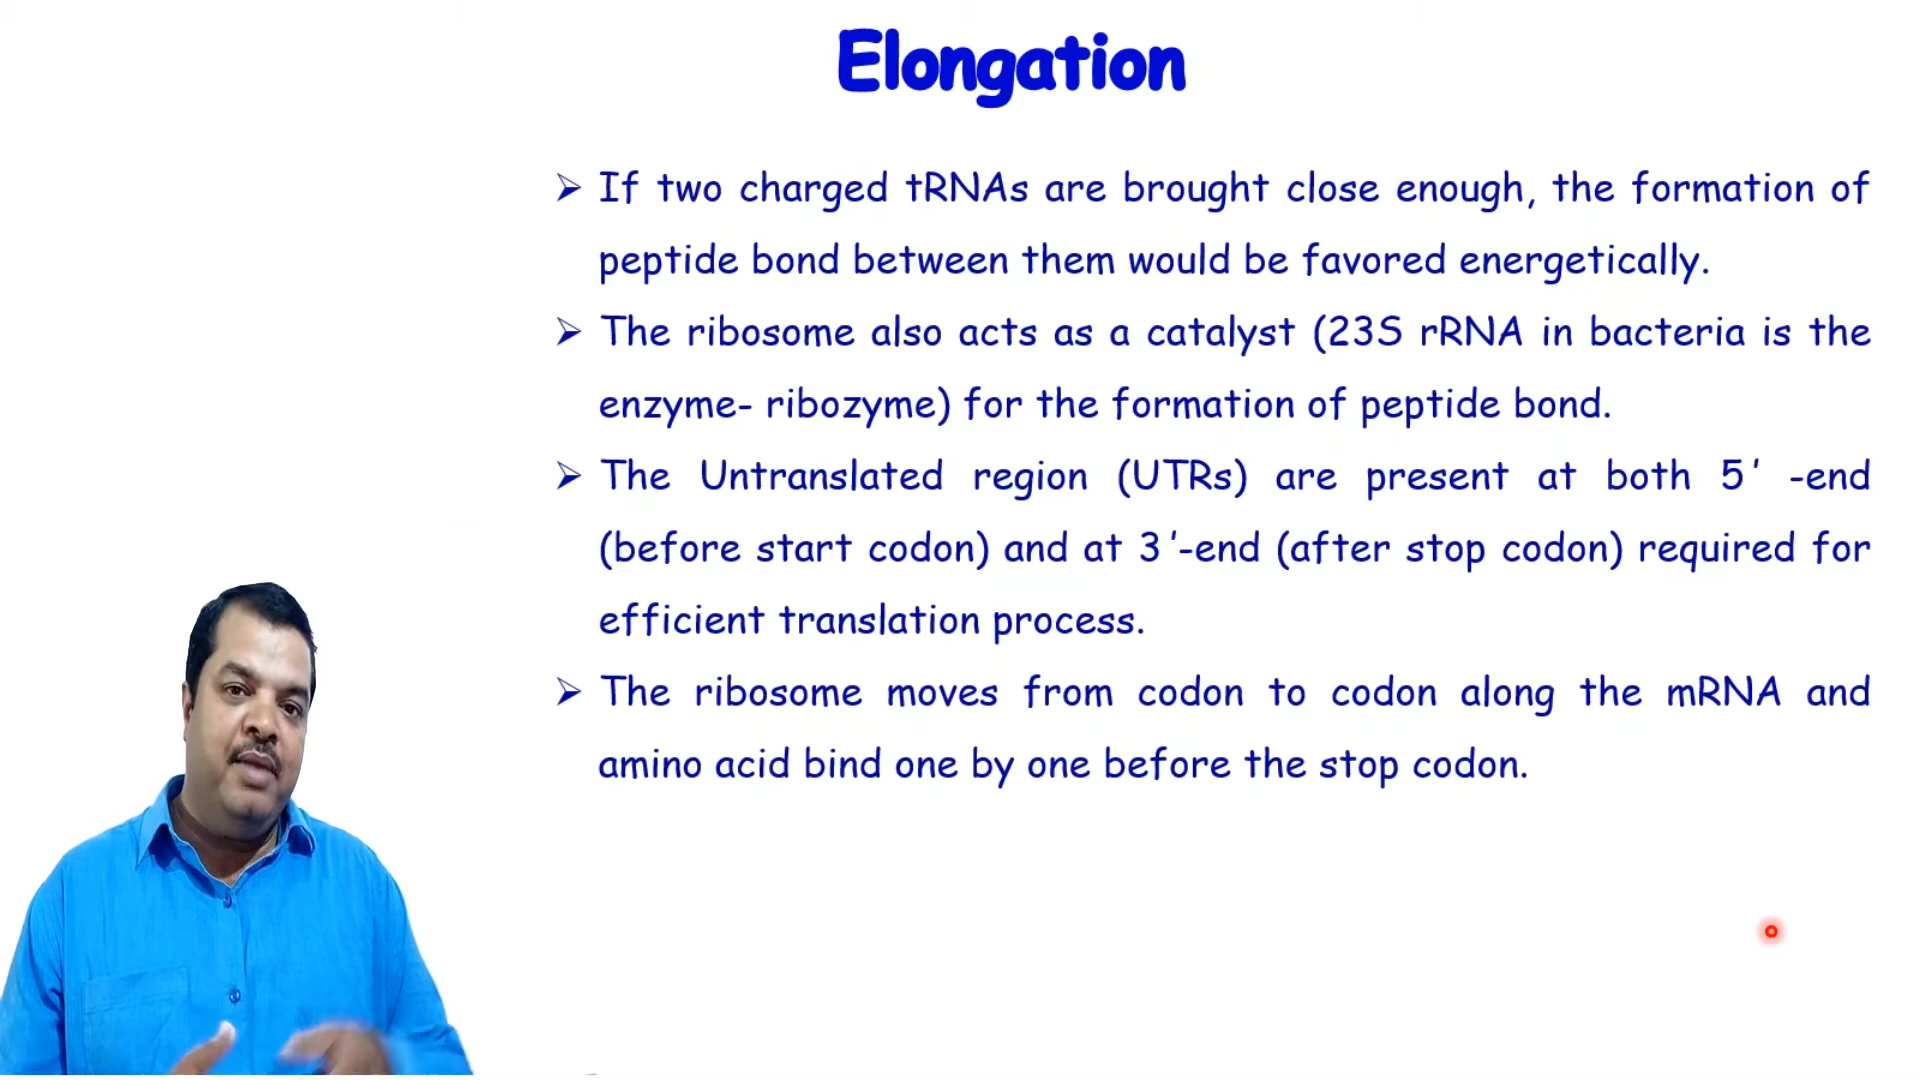 Elongation
➢ If two charged tRNAs are brought close enough, the formation of
peptide bond between them would be favored energetically.
➢ The ribosome also acts as a catalyst (23S rRNA in bacteria is the
enzyme- ribozyme) for the formation of peptide bond.
➢ The Untranslated region (UTRs) are present at both 5′ -end
(before start codon) and at 3′-end (after stop codon) required for
efficient translation process.
➢ The ribosome moves from codon to codon along the mRNA and
amino acid bind one by one before the stop codon.